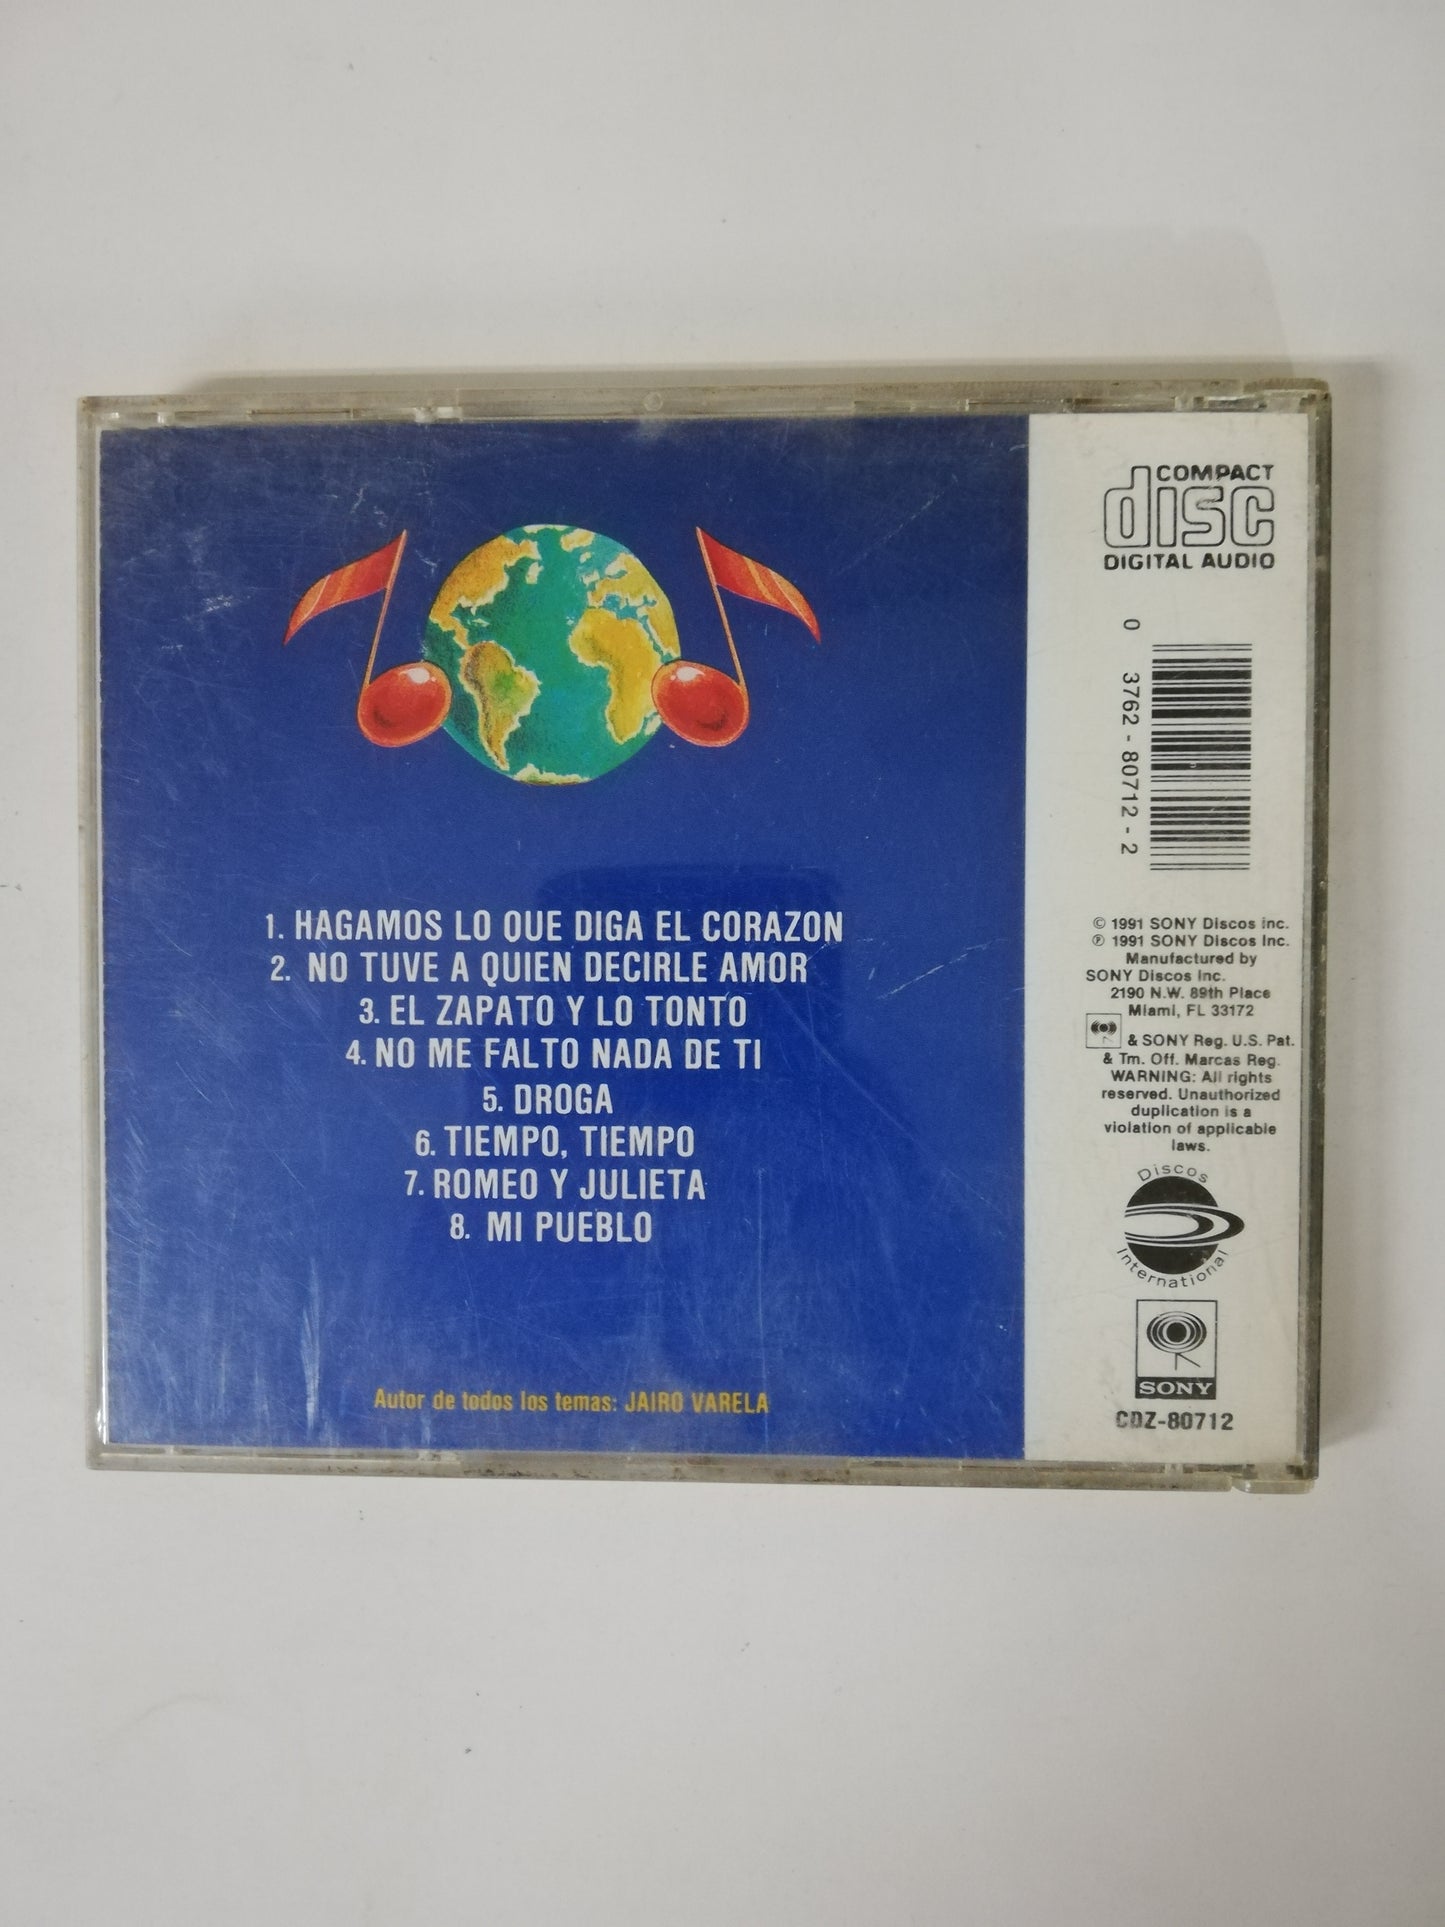 1. HAGAMOS LO QUE DIGA EL CORAZON
2. NO TUVE A QUIEN DECIRLE AMOR
3. EL ZAPATO Y LO TONTO
4. NO ME FALTO NADA DE TI
5. DROGA
6. TIEMPO, TIEMPO
7. ROMEO Y JULIETA
8. MI PUEBLO
Autor de todos los temas: JAIRO VARELA
COMPACT
disc
DIGITAL AUDIO
0 3762 - 80712 - 2
© 1991 SONY Discos Inc.
℗ 1991 SONY Discos Inc.
Manufactured by
SONY Discos Inc.
2190 N.W. 89th Place
Miami, FL 33172
& SONY Reg. U.S. Pat.
& Tm. Off. Marcas Reg.
WARNING: All rights
reserved. Unauthorized
duplication is a
violation of applicable
laws.
Discos
International
SONY
CDZ-80712